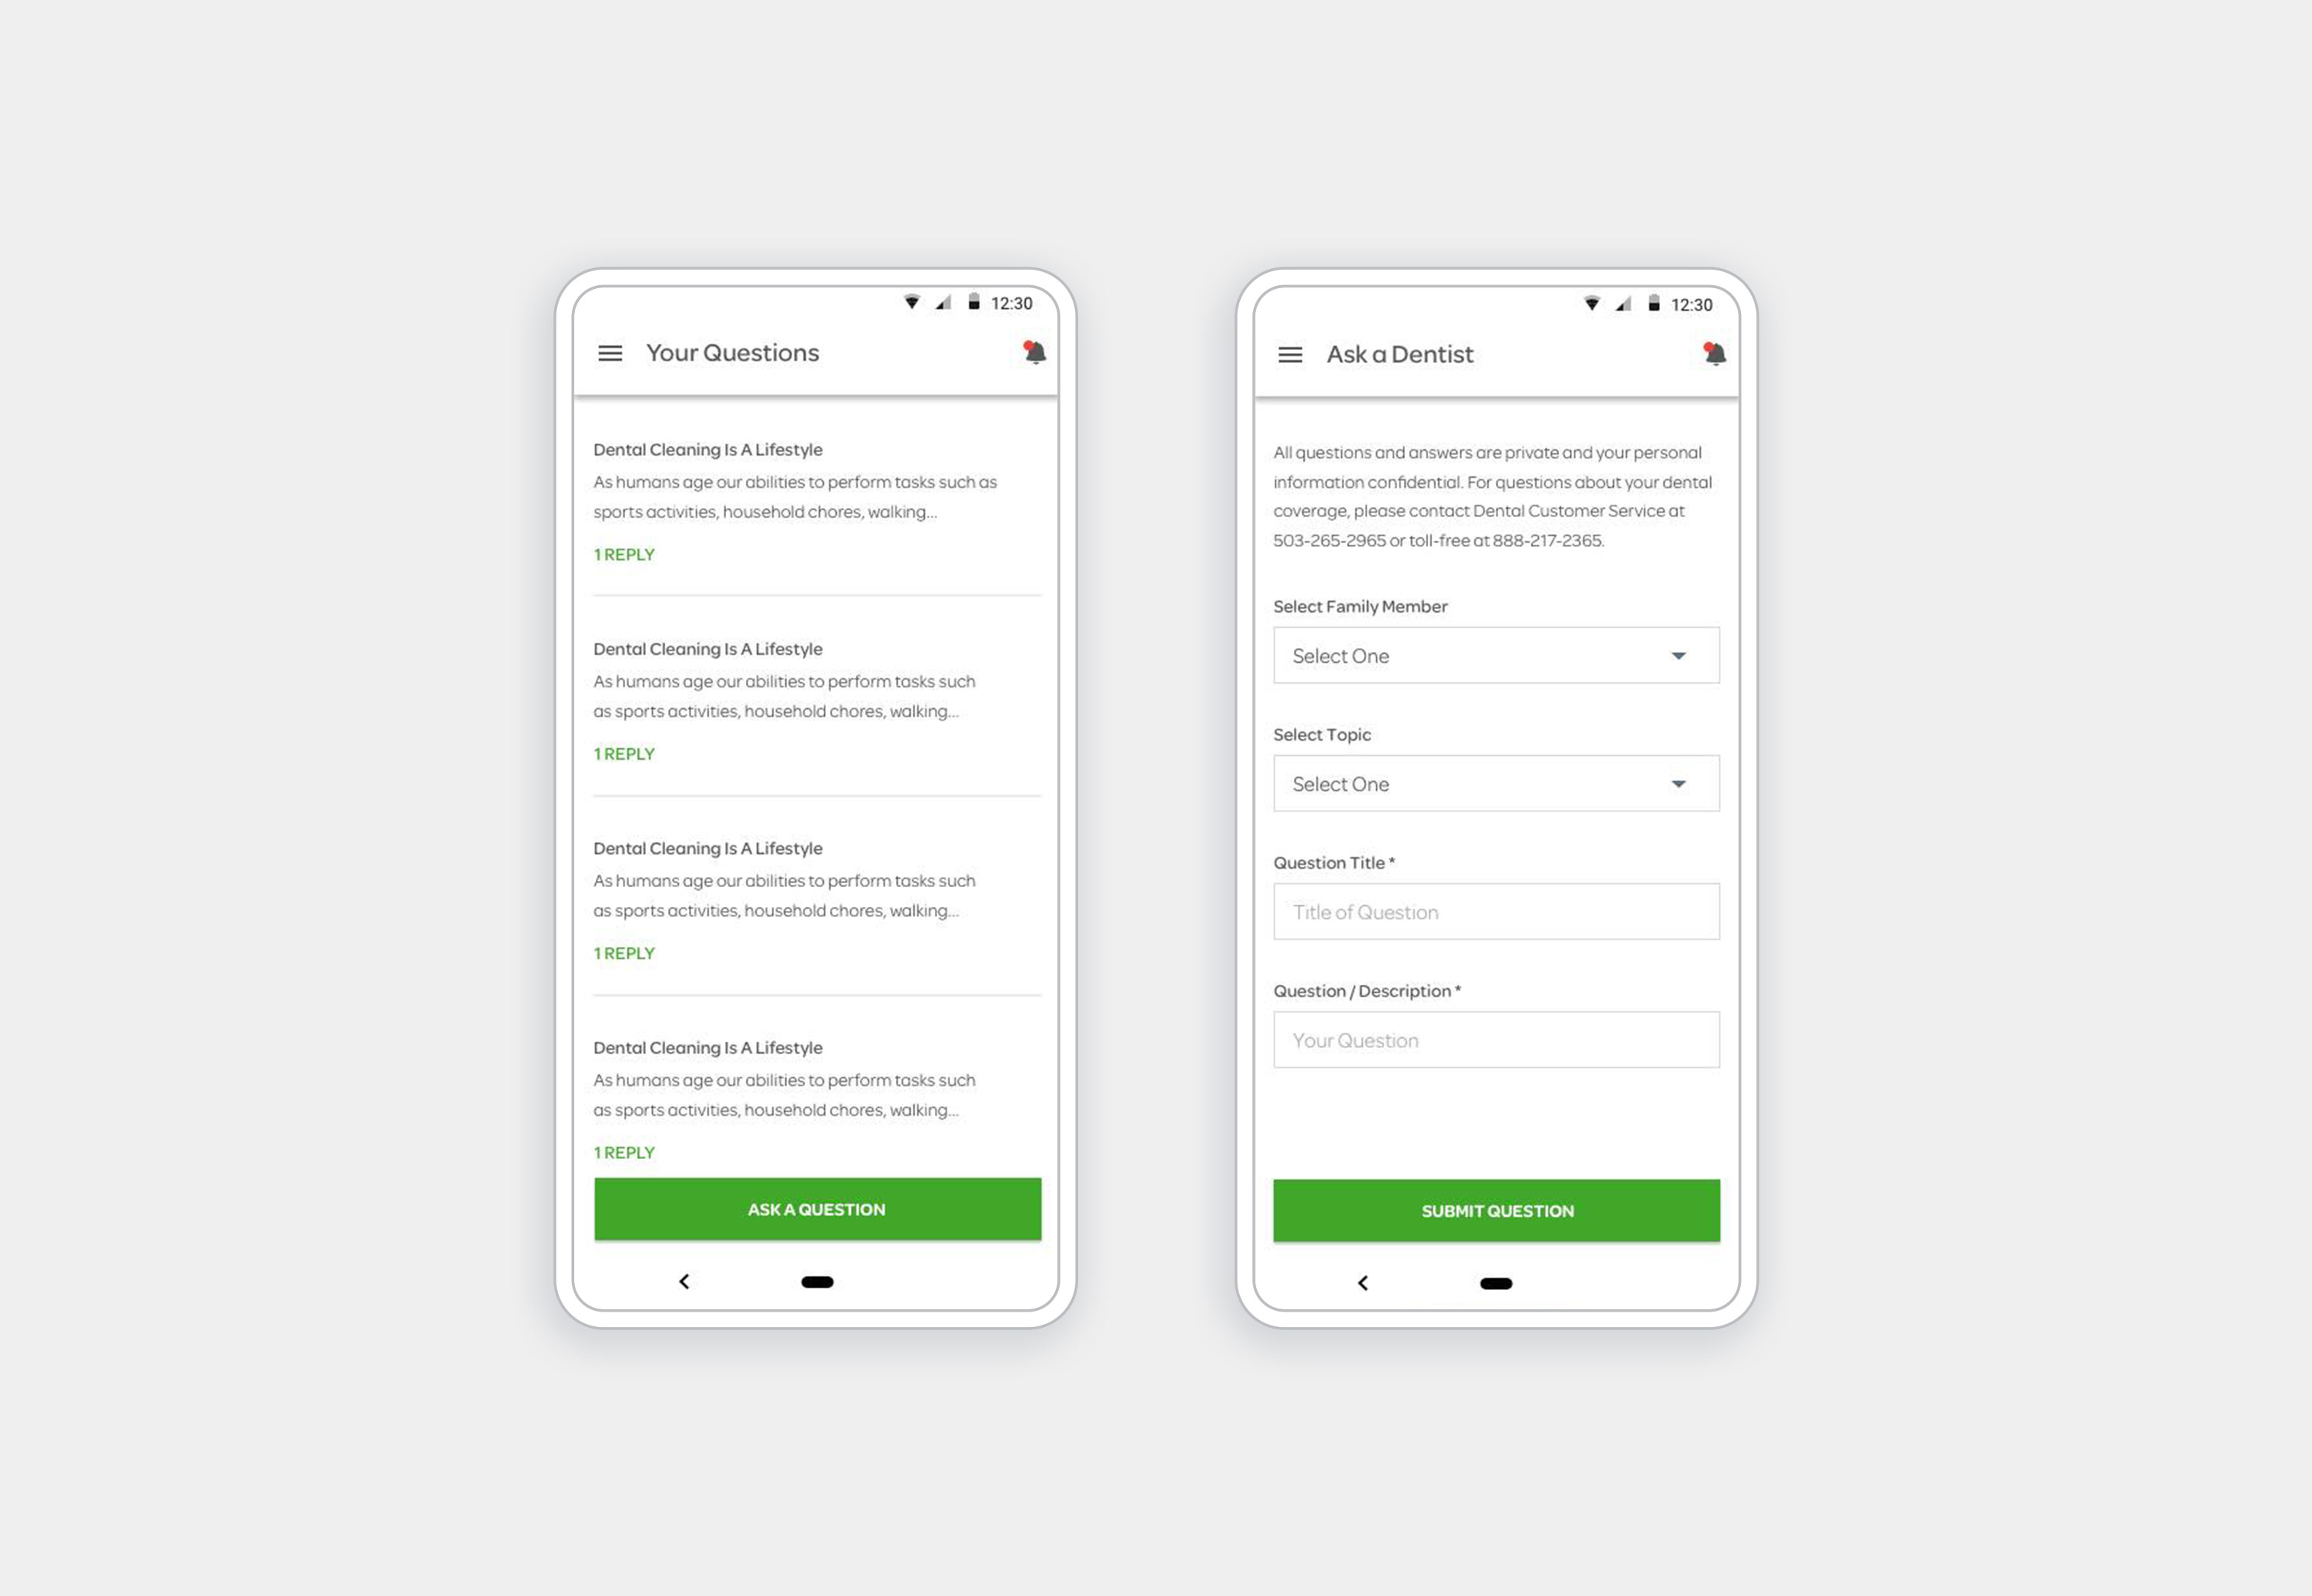 12:30
Your Questions
Dental Cleaning Is A Lifestyle
As humans age our abilities to perform tasks such as
sports activities, household chores, walking...
1 REPLY
Dental Cleaning Is A Lifestyle
As humans age our abilities to perform tasks such
as sports activities, household chores, walking...
1 REPLY
Dental Cleaning Is A Lifestyle
As humans age our abilities to perform tasks such
as sports activities, household chores, walking...
1 REPLY
Dental Cleaning Is A Lifestyle
As humans age our abilities to perform tasks such
as sports activities, household chores, walking...
1 REPLY
ASK A QUESTION
12:30
Ask a Dentist
All questions and answers are private and your personal
information confidential. For questions about your dental
coverage, please contact Dental Customer Service at
503-265-2965 or toll-free at 888-217-2365.
Select Family Member
Select One
Select Topic
Select One
Question Title *
Title of Question
Question / Description *
Your Question
SUBMIT QUESTION